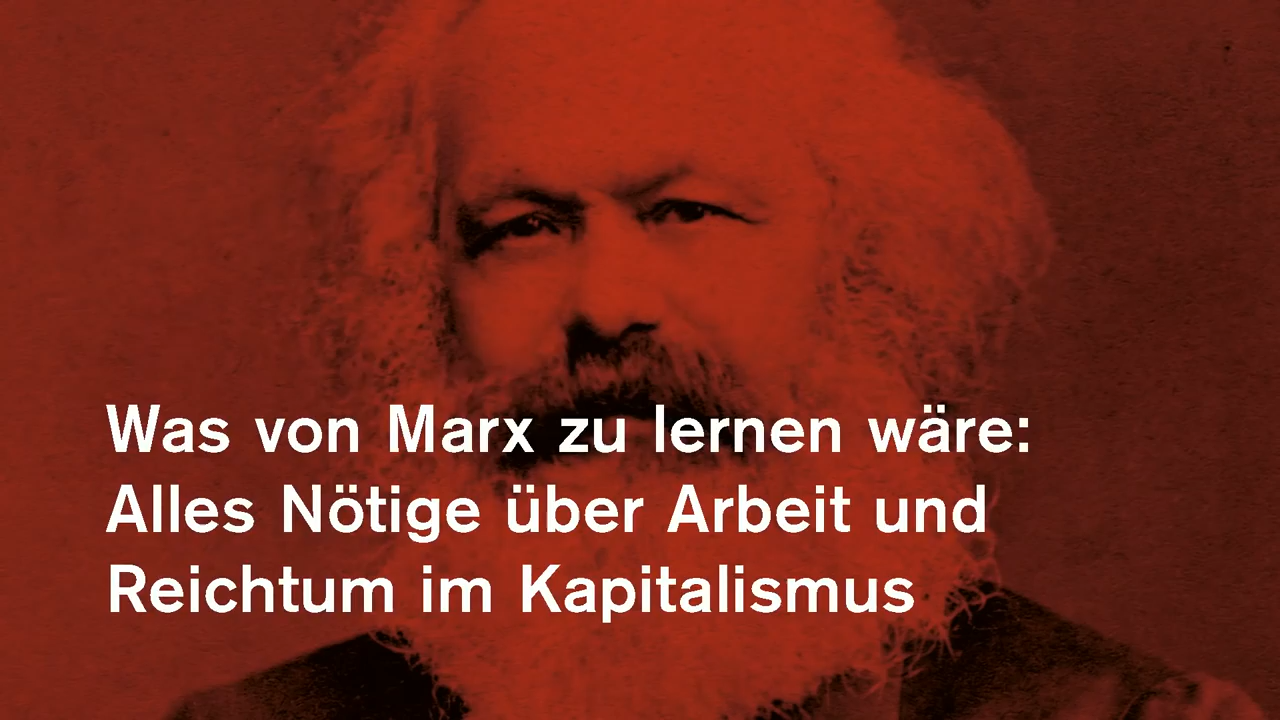 Was von Marx zu lernen wäre:
Alles Nötige über Arbeit und
Reichtum im Kapitalismus